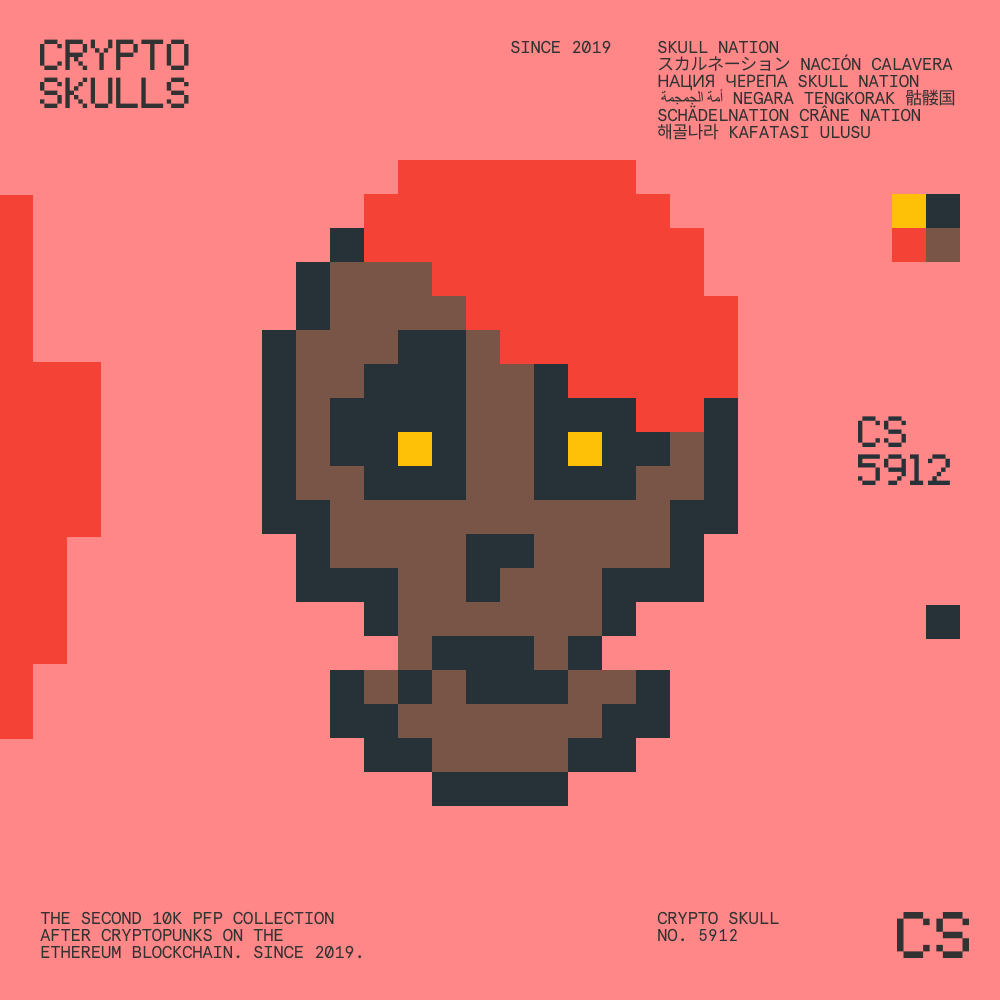 CRYPTO
SKULLS
SINCE 2019
SKULL NATION
スカルネーション NACIÓN CALAVERA
НАЦИЯ ЧЕРЕПА SKULL NATION
أمة الجمجمة NEGARA TENGKORAK 骷髅国
SCHÄDELNATION CRÂNE NATION
해골나라 KAFATASI ULUSU
CS
5912
THE SECOND 10K PFP COLLECTION
AFTER CRYPTOPUNKS ON THE
ETHEREUM BLOCKCHAIN. SINCE 2019.
CRYPTO SKULL
NO. 5912
CS